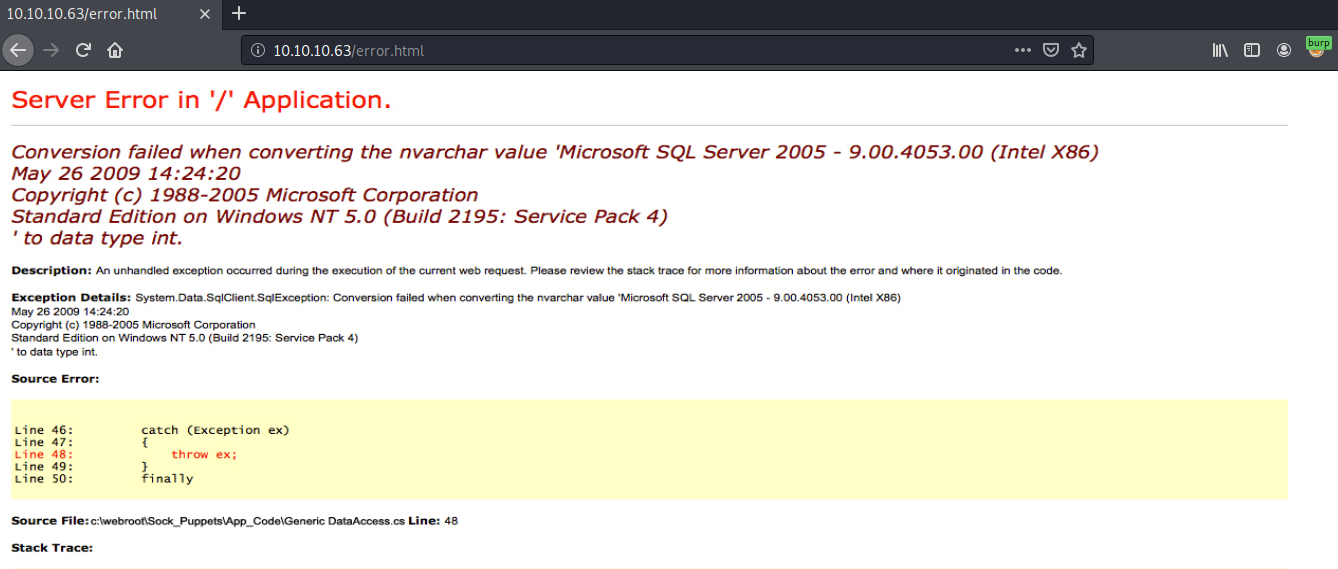 10.10.10.63/error.html
10.10.10.63/error.html
burp
Server Error in '/' Application.
Conversion failed when converting the nvarchar value 'Microsoft SQL Server 2005 - 9.00.4053.00 (Intel X86)
May 26 2009 14:24:20
Copyright (c) 1988-2005 Microsoft Corporation
Standard Edition on Windows NT 5.0 (Build 2195: Service Pack 4)
' to data type int.
Description: An unhandled exception occurred during the execution of the current web request. Please review the stack trace for more information about the error and where it originated in the code.
Exception Details: System.Data.SqlClient.SqlException: Conversion failed when converting the nvarchar value 'Microsoft SQL Server 2005 - 9.00.4053.00 (Intel X86)
May 26 2009 14:24:20
Copyright (c) 1988-2005 Microsoft Corporation
Standard Edition on Windows NT 5.0 (Build 2195: Service Pack 4)
' to data type int.
Source Error:
Line 46: catch (Exception ex)
Line 47: {
Line 48: throw ex;
Line 49: }
Line 50: finally
Source File: c:\webroot\Sock_Puppets\App_Code\Generic DataAccess.cs Line: 48
Stack Trace: